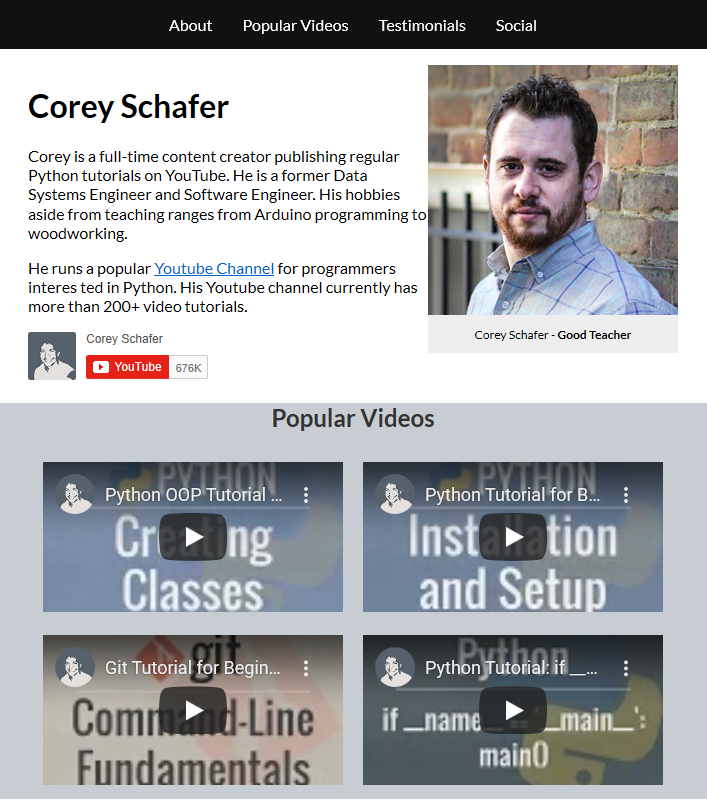 About Popular Videos Testimonials Social
Corey Schafer
Corey is a full-time content creator publishing regular
Python tutorials on YouTube. He is a former Data
Systems Engineer and Software Engineer. His hobbies
aside from teaching ranges from Arduino programming to
woodworking.
He runs a popular Youtube Channel for programmers
interes ted in Python. His Youtube channel currently has
more than 200+ video tutorials.
Corey Schafer
YouTube 676K
Corey Schafer - Good Teacher
Popular Videos
PYTHON
Python OOP Tutorial ...
Creating
Classes
PYTHON
Python Tutorial for B...
Installation
and Setup
git
Git Tutorial for Begin...
Command-Line
Fundamentals
Python
Python Tutorial: if __...
if __name__ == '__main__':
main()